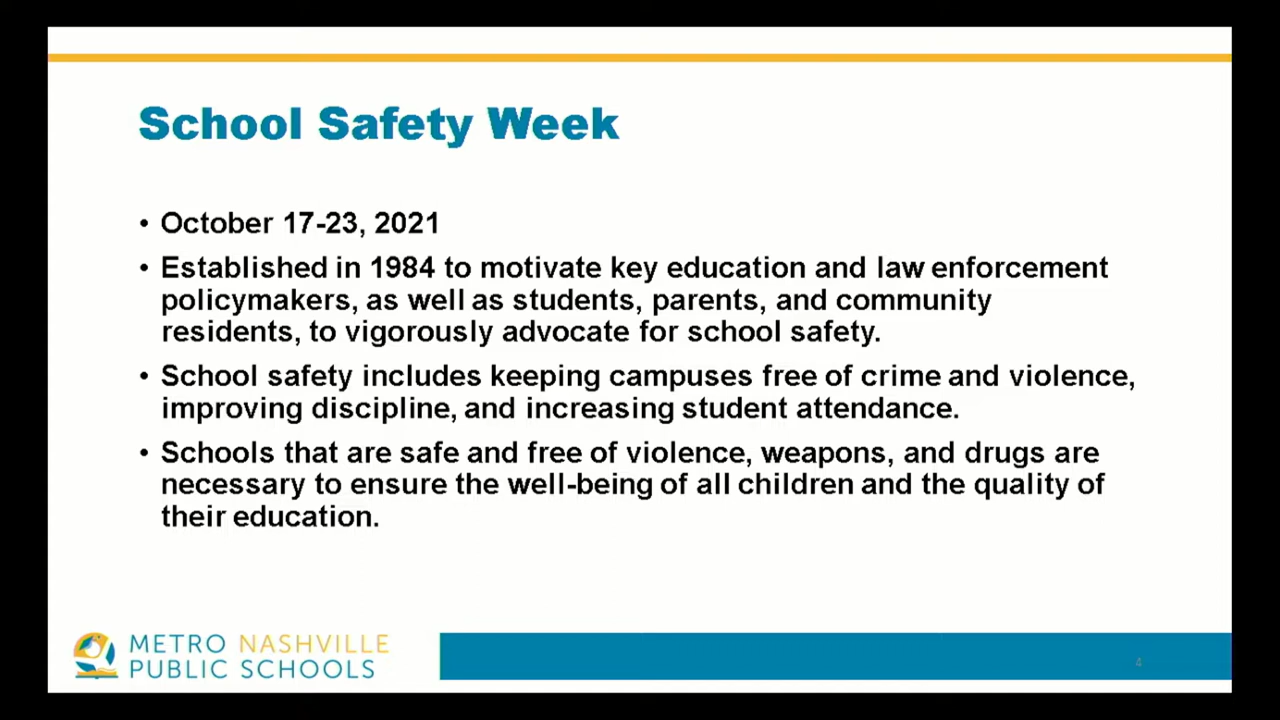 School Safety Week
• October 17-23, 2021
• Established in 1984 to motivate key education and law enforcement
policymakers, as well as students, parents, and community
residents, to vigorously advocate for school safety.
• School safety includes keeping campuses free of crime and violence,
improving discipline, and increasing student attendance.
• Schools that are safe and free of violence, weapons, and drugs are
necessary to ensure the well-being of all children and the quality of
their education.
METRO NASHVILLE
PUBLIC SCHOOLS
4